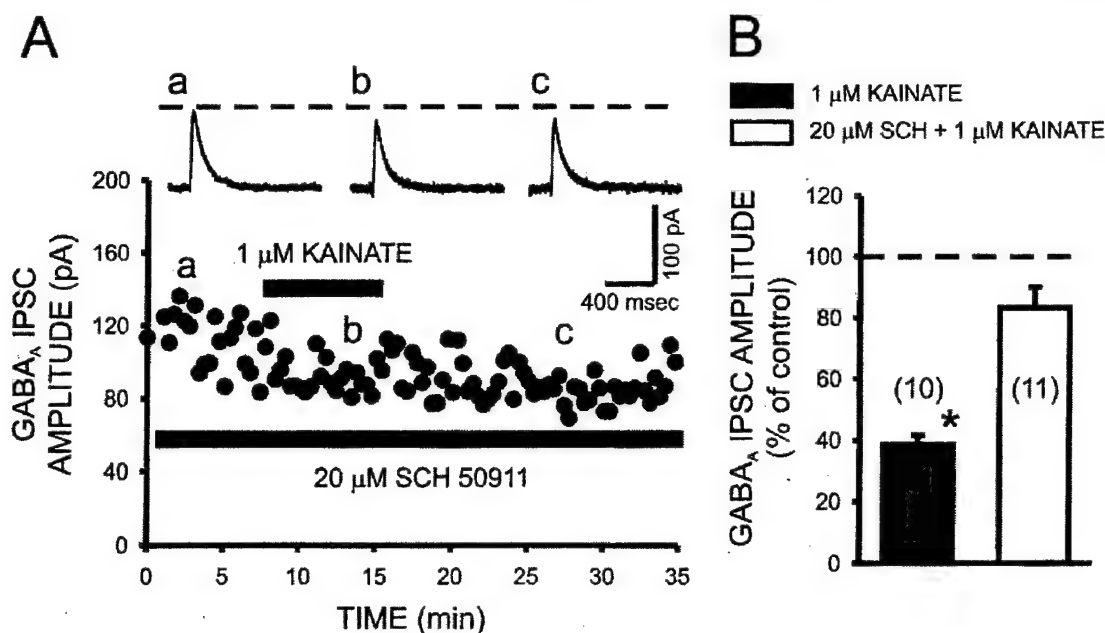 A
B
a
b
c
1 μM KAINATE
20 μM SCH + 1 μM KAINATE
GABA_A IPSC
AMPLITUDE (pA)
200
160
120
80
40
0
a
1 μM KAINATE
b
c
100 pA
400 msec
20 μM SCH 50911
0
5
10
15
20
25
30
35
TIME (min)
GABA_A IPSC AMPLITUDE
(% of control)
120
100
80
60
40
20
0
(10)
*
(11)